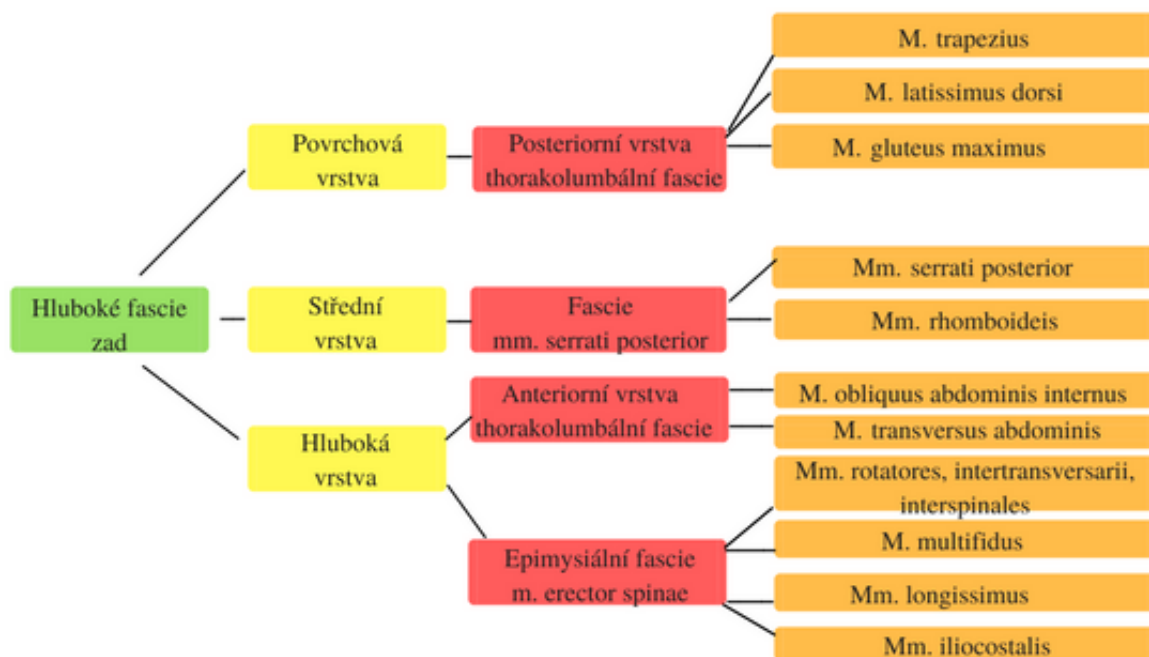 Hluboké fascie
zad
Povrchová
vrstva
Posteriorní vrstva
thorakolumbální fascie
M. trapezius
M. latissimus dorsi
M. gluteus maximus
Střední
vrstva
Fascie
mm. serrati posterior
Mm. serrati posterior
Mm. rhomboideis
Hluboká
vrstva
Anteriorní vrstva
thorakolumbální fascie
M. obliquus abdominis internus
M. transversus abdominis
Epimysiální fascie
m. erector spinae
Mm. rotatores, intertransversarii,
interspinales
M. multifidus
Mm. longissimus
Mm. iliocostalis